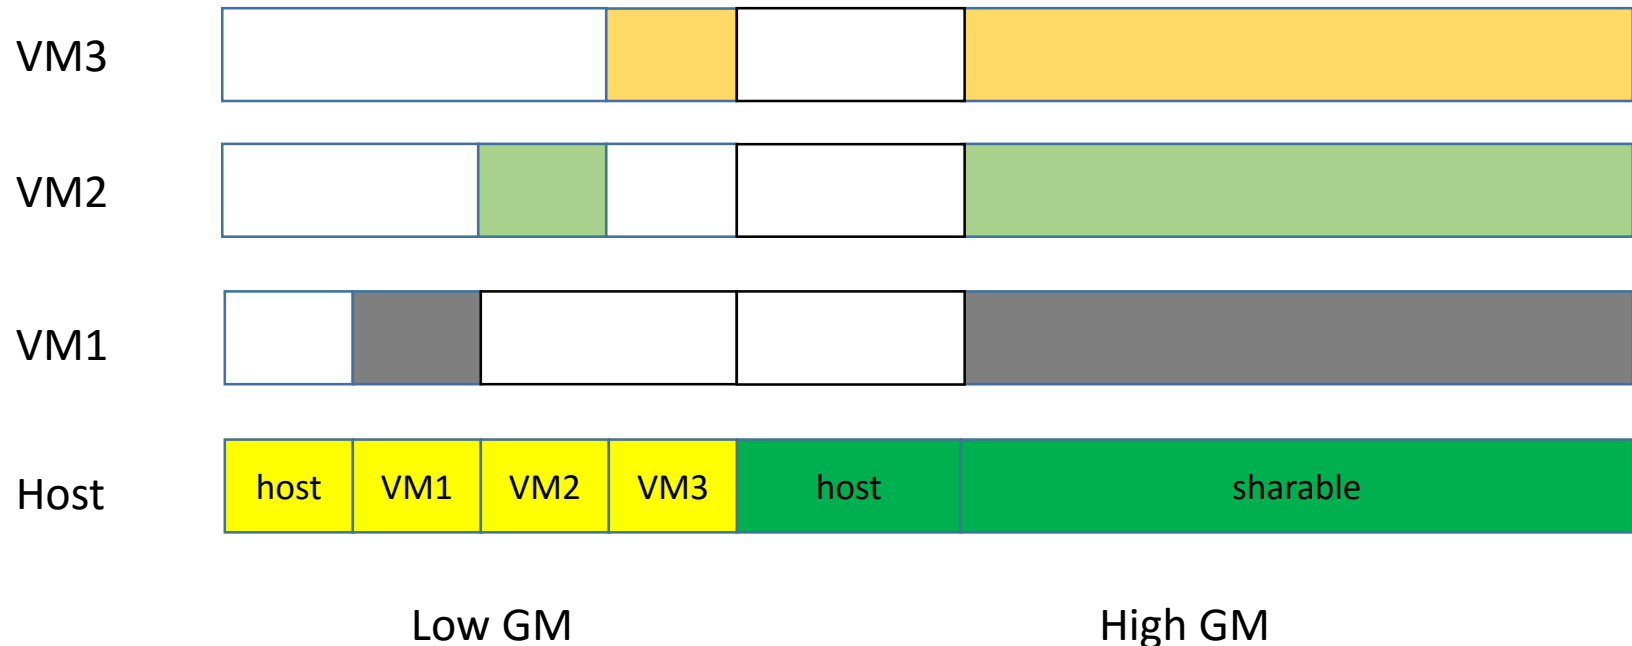 VM3
VM2
VM1
Host
host VM1 VM2 VM3 host sharable
Low GM High GM